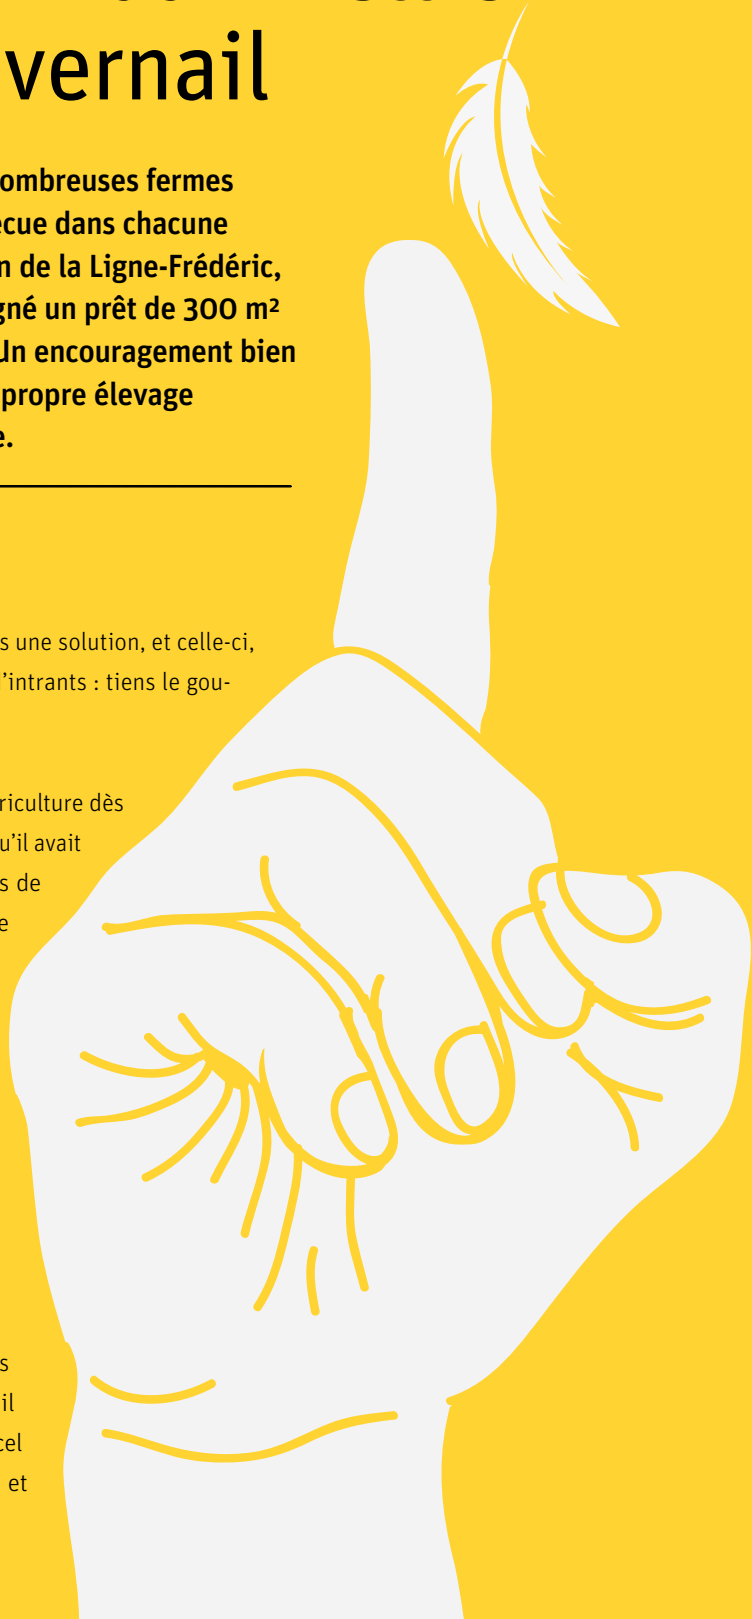 vernail
ombreuses fermes
ecue dans chacune
n de la Ligne-Frédéric,
gné un prêt de 300 m²
Un encouragement bien
propre élevage
e.
s une solution, et celle-ci,
l'intrants : tiens le gou-
riculture dès
u'il avait
s de
e
s
il
cel
et